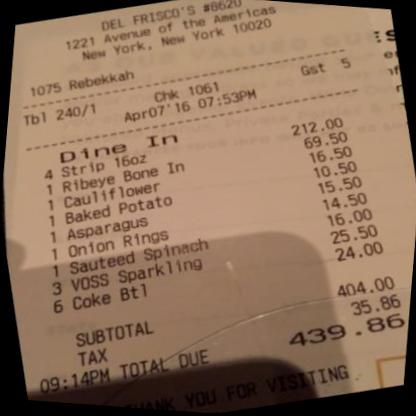 DEL FRISCO'S #8620
1221 Avenue of the Americas
New York, New York 10020
1075 Rebekkah
Tbl 240/1 Chk 1061 Gst 5
Apr07'16 07:53PM
Dine In
4 Strip 16oz 212.00
1 Ribeye Bone In 69.50
1 Cauliflower 16.50
1 Baked Potato 10.50
1 Asparagus 15.50
1 Onion Rings 14.50
1 Sauteed Spinach 16.00
3 VOSS Sparkling 25.50
6 Coke Btl 24.00
SUBTOTAL 404.00
TAX 35.86
09:14PM TOTAL DUE 439.86
THANK YOU FOR VISITING